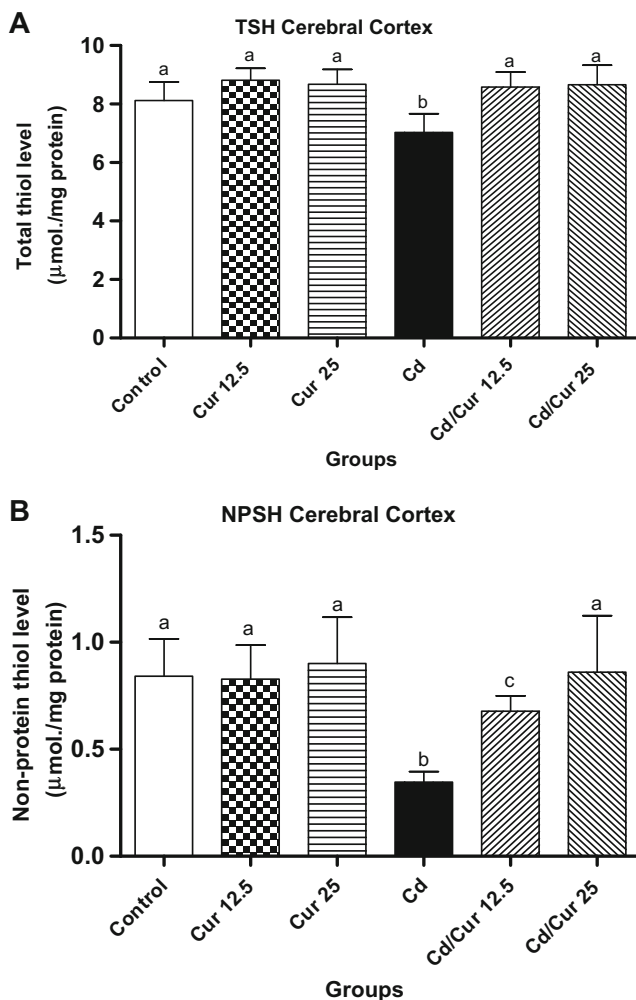 A
TSH Cerebral Cortex
Total thiol level
(μmol./mg protein)
10
8
6
4
2
0
a
a
a
b
a
a
Control
Cur 12.5
Cur 25
Cd
Cd/Cur 12.5
Cd/Cur 25
Groups
B
NPSH Cerebral Cortex
Non-protein thiol level
(μmol./mg protein)
1.5
1.0
0.5
0.0
a
a
a
b
c
a
Control
Cur 12.5
Cur 25
Cd
Cd/Cur 12.5
Cd/Cur 25
Groups